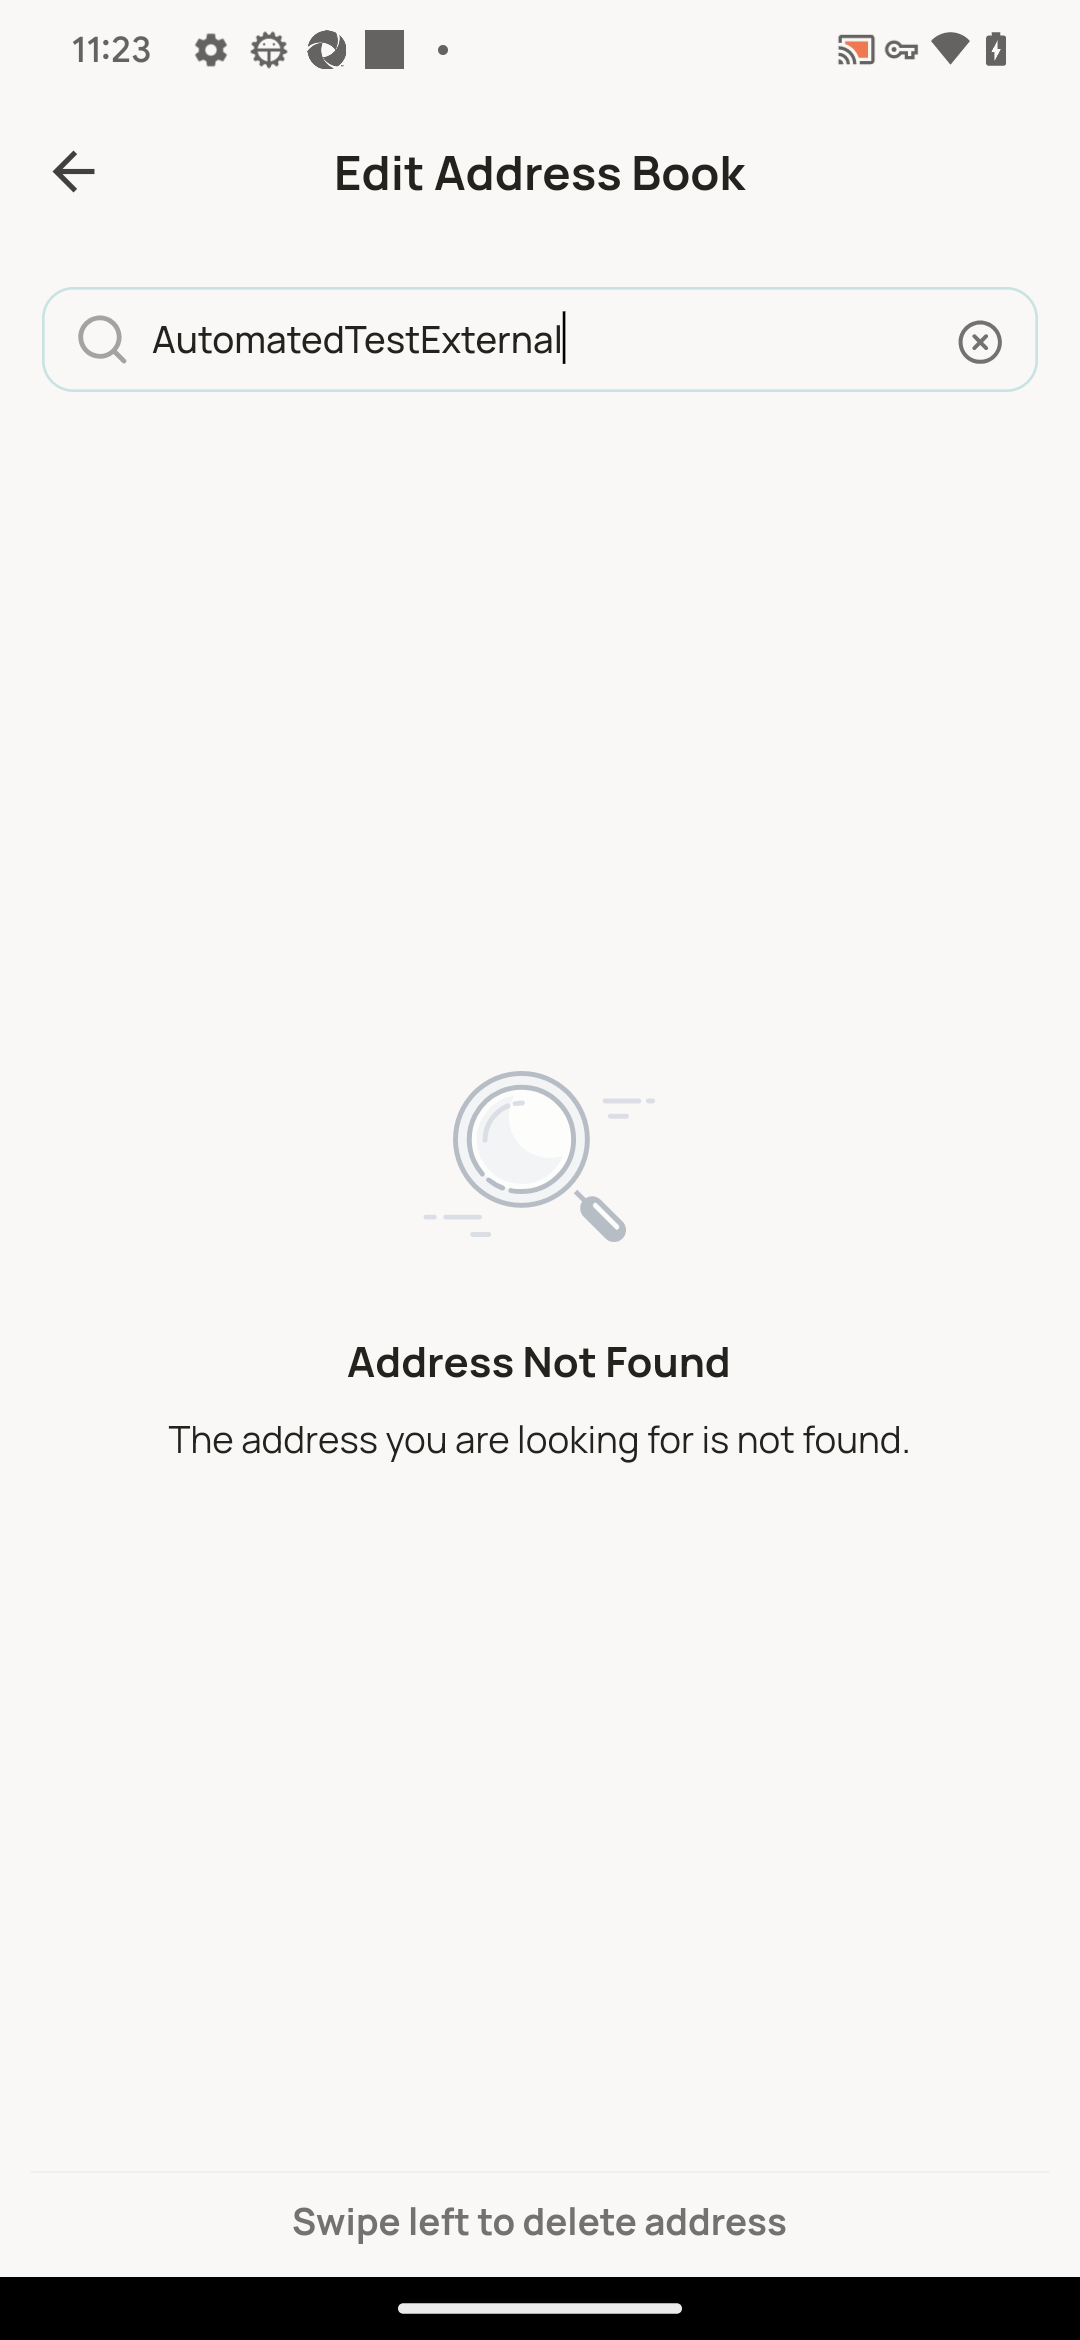 11:23
Edit Address Book
AutomatedTestExternal
Address Not Found
The address you are looking for is not found.
Swipe left to delete address